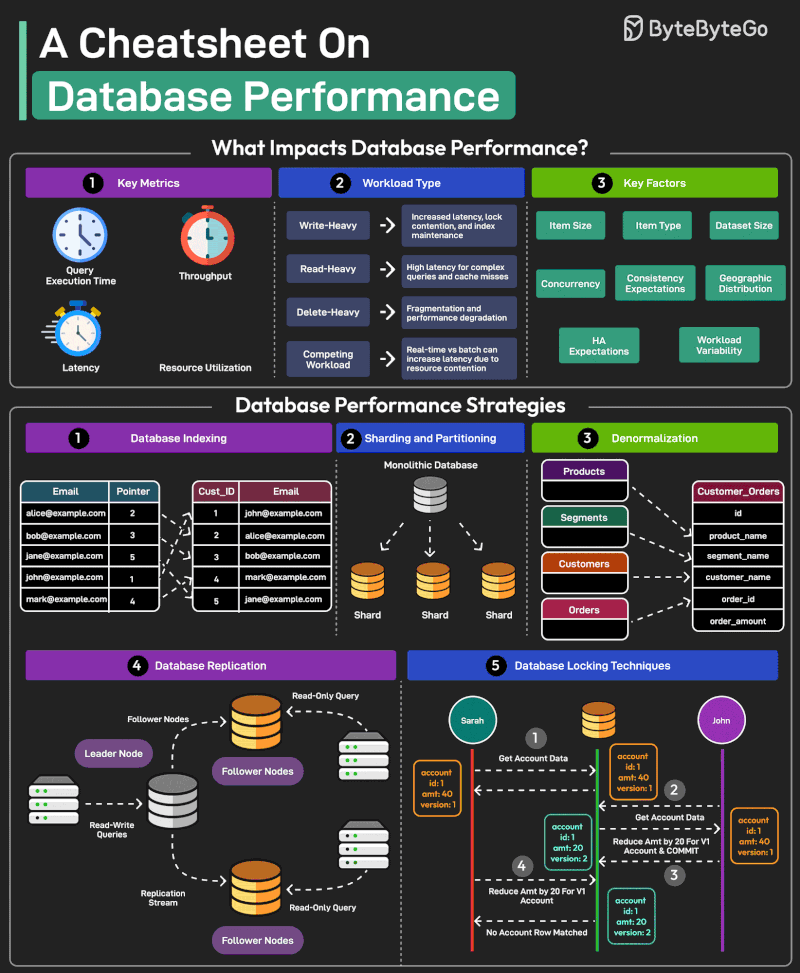 ByteByteGo
A Cheatsheet On
Database Performance
What Impacts Database Performance?
1 Key Metrics
Query
Execution Time
Throughput
Latency
Resource Utilization
2 Workload Type
Write-Heavy
Increased latency, lock
contention, and index
maintenance
Read-Heavy
High latency for complex
queries and cache misses
Delete-Heavy
Fragmentation and
performance degradation
Competing
Workload
Real-time vs batch can
increase latency due to
resource contention
3 Key Factors
Item Size
Item Type
Dataset Size
Concurrency
Consistency
Expectations
Geographic
Distribution
HA
Expectations
Workload
Variability
Database Performance Strategies
1 Database Indexing
Email Pointer
alice@example.com 2
bob@example.com 3
jane@example.com 5
john@example.com 1
mark@example.com 4
Cust_ID Email
1 john@example.com
2 alice@example.com
3 bob@example.com
4 mark@example.com
5 jane@example.com
2 Sharding and Partitioning
Monolithic Database
Shard Shard Shard
3 Denormalization
Products
Segments
Customers
Orders
Customer_Orders
id
product_name
segment_name
customer_name
order_id
order_amount
4 Database Replication
Read-Only Query
Follower Nodes
Leader Node
Follower Nodes
Read-Write
Queries
Replication
Stream
Read-Only Query
Follower Nodes
5 Database Locking Techniques
Sarah
John
1
Get Account Data
account
id: 1
amt: 40
version: 1
account
id: 1
amt: 40
version: 1
2
Get Account Data
account
id: 1
amt: 40
version: 1
account
id: 1
amt: 20
version: 2
Reduce Amt by 20 For V1
Account & COMMIT
3
4
Reduce Amt by 20 For V1
Account
No Account Row Matched
account
id: 1
amt: 20
version: 2